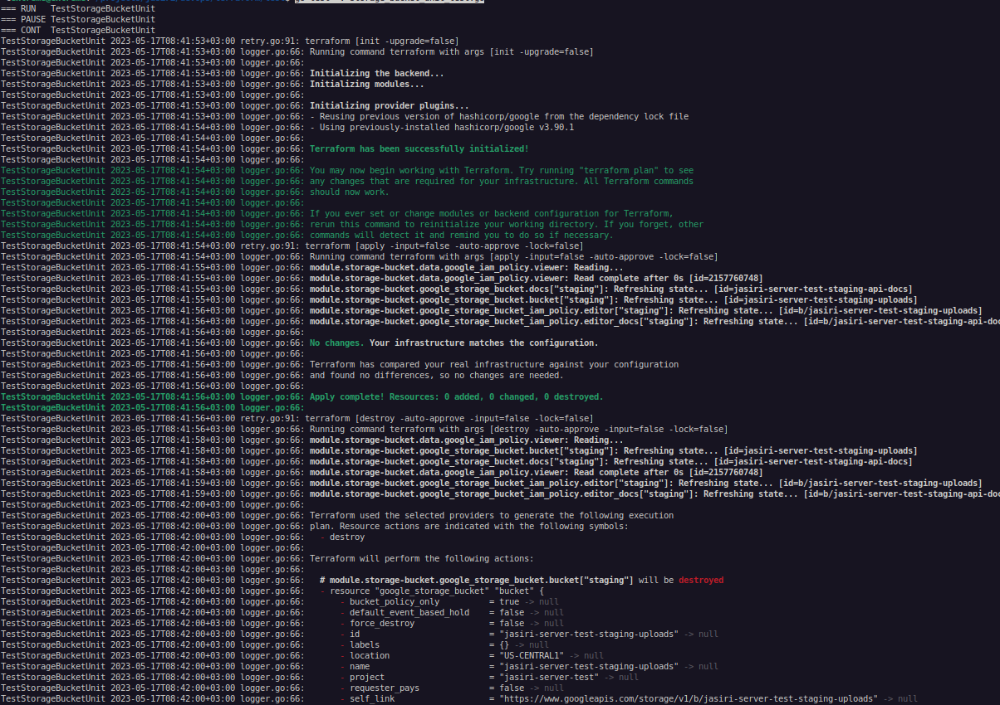 === RUN   TestStorageBucketUnit
=== PAUSE TestStorageBucketUnit
=== CONT  TestStorageBucketUnit
TestStorageBucketUnit 2023-05-17T08:41:53+03:00 retry.go:91: terraform [init -upgrade=false]
TestStorageBucketUnit 2023-05-17T08:41:53+03:00 logger.go:66: Running command terraform with args [init -upgrade=false]
TestStorageBucketUnit 2023-05-17T08:41:53+03:00 logger.go:66:
TestStorageBucketUnit 2023-05-17T08:41:53+03:00 logger.go:66: Initializing the backend...
TestStorageBucketUnit 2023-05-17T08:41:53+03:00 logger.go:66: Initializing modules...
TestStorageBucketUnit 2023-05-17T08:41:53+03:00 logger.go:66:
TestStorageBucketUnit 2023-05-17T08:41:53+03:00 logger.go:66: Initializing provider plugins...
TestStorageBucketUnit 2023-05-17T08:41:53+03:00 logger.go:66: - Reusing previous version of hashicorp/google from the dependency lock file
TestStorageBucketUnit 2023-05-17T08:41:54+03:00 logger.go:66: - Using previously-installed hashicorp/google v3.90.1
TestStorageBucketUnit 2023-05-17T08:41:54+03:00 logger.go:66:
TestStorageBucketUnit 2023-05-17T08:41:54+03:00 logger.go:66: Terraform has been successfully initialized!
TestStorageBucketUnit 2023-05-17T08:41:54+03:00 logger.go:66:
TestStorageBucketUnit 2023-05-17T08:41:54+03:00 logger.go:66: You may now begin working with Terraform. Try running "terraform plan" to see
TestStorageBucketUnit 2023-05-17T08:41:54+03:00 logger.go:66: any changes that are required for your infrastructure. All Terraform commands
TestStorageBucketUnit 2023-05-17T08:41:54+03:00 logger.go:66: should now work.
TestStorageBucketUnit 2023-05-17T08:41:54+03:00 logger.go:66:
TestStorageBucketUnit 2023-05-17T08:41:54+03:00 logger.go:66: If you ever set or change modules or backend configuration for Terraform,
TestStorageBucketUnit 2023-05-17T08:41:54+03:00 logger.go:66: rerun this command to reinitialize your working directory. If you forget, other
TestStorageBucketUnit 2023-05-17T08:41:54+03:00 logger.go:66: commands will detect it and remind you to do so if necessary.
TestStorageBucketUnit 2023-05-17T08:41:54+03:00 retry.go:91: terraform [apply -input=false -auto-approve -lock=false]
TestStorageBucketUnit 2023-05-17T08:41:54+03:00 logger.go:66: Running command terraform with args [apply -input=false -auto-approve -lock=false]
TestStorageBucketUnit 2023-05-17T08:41:55+03:00 logger.go:66: module.storage-bucket.data.google_iam_policy.viewer: Reading...
TestStorageBucketUnit 2023-05-17T08:41:55+03:00 logger.go:66: module.storage-bucket.data.google_iam_policy.viewer: Read complete after 0s [id=2157760748]
TestStorageBucketUnit 2023-05-17T08:41:55+03:00 logger.go:66: module.storage-bucket.google_storage_bucket.docs["staging"]: Refreshing state... [id=jasiri-server-test-staging-api-docs]
TestStorageBucketUnit 2023-05-17T08:41:55+03:00 logger.go:66: module.storage-bucket.google_storage_bucket.bucket["staging"]: Refreshing state... [id=jasiri-server-test-staging-uploads]
TestStorageBucketUnit 2023-05-17T08:41:56+03:00 logger.go:66: module.storage-bucket.google_storage_bucket_iam_policy.editor["staging"]: Refreshing state... [id=b/jasiri-server-test-staging-uploads]
TestStorageBucketUnit 2023-05-17T08:41:56+03:00 logger.go:66: module.storage-bucket.google_storage_bucket_iam_policy.editor_docs["staging"]: Refreshing state... [id=b/jasiri-server-test-staging-api-doc
TestStorageBucketUnit 2023-05-17T08:41:56+03:00 logger.go:66:
TestStorageBucketUnit 2023-05-17T08:41:56+03:00 logger.go:66: No changes. Your infrastructure matches the configuration.
TestStorageBucketUnit 2023-05-17T08:41:56+03:00 logger.go:66:
TestStorageBucketUnit 2023-05-17T08:41:56+03:00 logger.go:66: Terraform has compared your real infrastructure against your configuration
TestStorageBucketUnit 2023-05-17T08:41:56+03:00 logger.go:66: and found no differences, so no changes are needed.
TestStorageBucketUnit 2023-05-17T08:41:56+03:00 logger.go:66:
TestStorageBucketUnit 2023-05-17T08:41:56+03:00 logger.go:66: Apply complete! Resources: 0 added, 0 changed, 0 destroyed.
TestStorageBucketUnit 2023-05-17T08:41:56+03:00 logger.go:66:
TestStorageBucketUnit 2023-05-17T08:41:56+03:00 retry.go:91: terraform [destroy -auto-approve -input=false -lock=false]
TestStorageBucketUnit 2023-05-17T08:41:56+03:00 logger.go:66: Running command terraform with args [destroy -auto-approve -input=false -lock=false]
TestStorageBucketUnit 2023-05-17T08:41:58+03:00 logger.go:66: module.storage-bucket.data.google_iam_policy.viewer: Reading...
TestStorageBucketUnit 2023-05-17T08:41:58+03:00 logger.go:66: module.storage-bucket.google_storage_bucket.bucket["staging"]: Refreshing state... [id=jasiri-server-test-staging-uploads]
TestStorageBucketUnit 2023-05-17T08:41:58+03:00 logger.go:66: module.storage-bucket.google_storage_bucket.docs["staging"]: Refreshing state... [id=jasiri-server-test-staging-api-docs]
TestStorageBucketUnit 2023-05-17T08:41:58+03:00 logger.go:66: module.storage-bucket.data.google_iam_policy.viewer: Read complete after 0s [id=2157760748]
TestStorageBucketUnit 2023-05-17T08:41:59+03:00 logger.go:66: module.storage-bucket.google_storage_bucket_iam_policy.editor["staging"]: Refreshing state... [id=b/jasiri-server-test-staging-uploads]
TestStorageBucketUnit 2023-05-17T08:41:59+03:00 logger.go:66: module.storage-bucket.google_storage_bucket_iam_policy.editor_docs["staging"]: Refreshing state... [id=b/jasiri-server-test-staging-api-doc
TestStorageBucketUnit 2023-05-17T08:42:00+03:00 logger.go:66:
TestStorageBucketUnit 2023-05-17T08:42:00+03:00 logger.go:66: Terraform used the selected providers to generate the following execution
TestStorageBucketUnit 2023-05-17T08:42:00+03:00 logger.go:66: plan. Resource actions are indicated with the following symbols:
TestStorageBucketUnit 2023-05-17T08:42:00+03:00 logger.go:66:   - destroy
TestStorageBucketUnit 2023-05-17T08:42:00+03:00 logger.go:66:
TestStorageBucketUnit 2023-05-17T08:42:00+03:00 logger.go:66: Terraform will perform the following actions:
TestStorageBucketUnit 2023-05-17T08:42:00+03:00 logger.go:66:
TestStorageBucketUnit 2023-05-17T08:42:00+03:00 logger.go:66:   # module.storage-bucket.google_storage_bucket.bucket["staging"] will be destroyed
TestStorageBucketUnit 2023-05-17T08:42:00+03:00 logger.go:66:   - resource "google_storage_bucket" "bucket" {
TestStorageBucketUnit 2023-05-17T08:42:00+03:00 logger.go:66:       - bucket_policy_only          = true -> null
TestStorageBucketUnit 2023-05-17T08:42:00+03:00 logger.go:66:       - default_event_based_hold    = false -> null
TestStorageBucketUnit 2023-05-17T08:42:00+03:00 logger.go:66:       - force_destroy               = false -> null
TestStorageBucketUnit 2023-05-17T08:42:00+03:00 logger.go:66:       - id                          = "jasiri-server-test-staging-uploads" -> null
TestStorageBucketUnit 2023-05-17T08:42:00+03:00 logger.go:66:       - labels                      = {} -> null
TestStorageBucketUnit 2023-05-17T08:42:00+03:00 logger.go:66:       - location                    = "US-CENTRAL1" -> null
TestStorageBucketUnit 2023-05-17T08:42:00+03:00 logger.go:66:       - name                        = "jasiri-server-test-staging-uploads" -> null
TestStorageBucketUnit 2023-05-17T08:42:00+03:00 logger.go:66:       - project                     = "jasiri-server-test" -> null
TestStorageBucketUnit 2023-05-17T08:42:00+03:00 logger.go:66:       - requester_pays              = false -> null
TestStorageBucketUnit 2023-05-17T08:42:00+03:00 logger.go:66:       - self_link                   = "https://www.googleapis.com/storage/v1/b/jasiri-server-test-staging-uploads" -> null